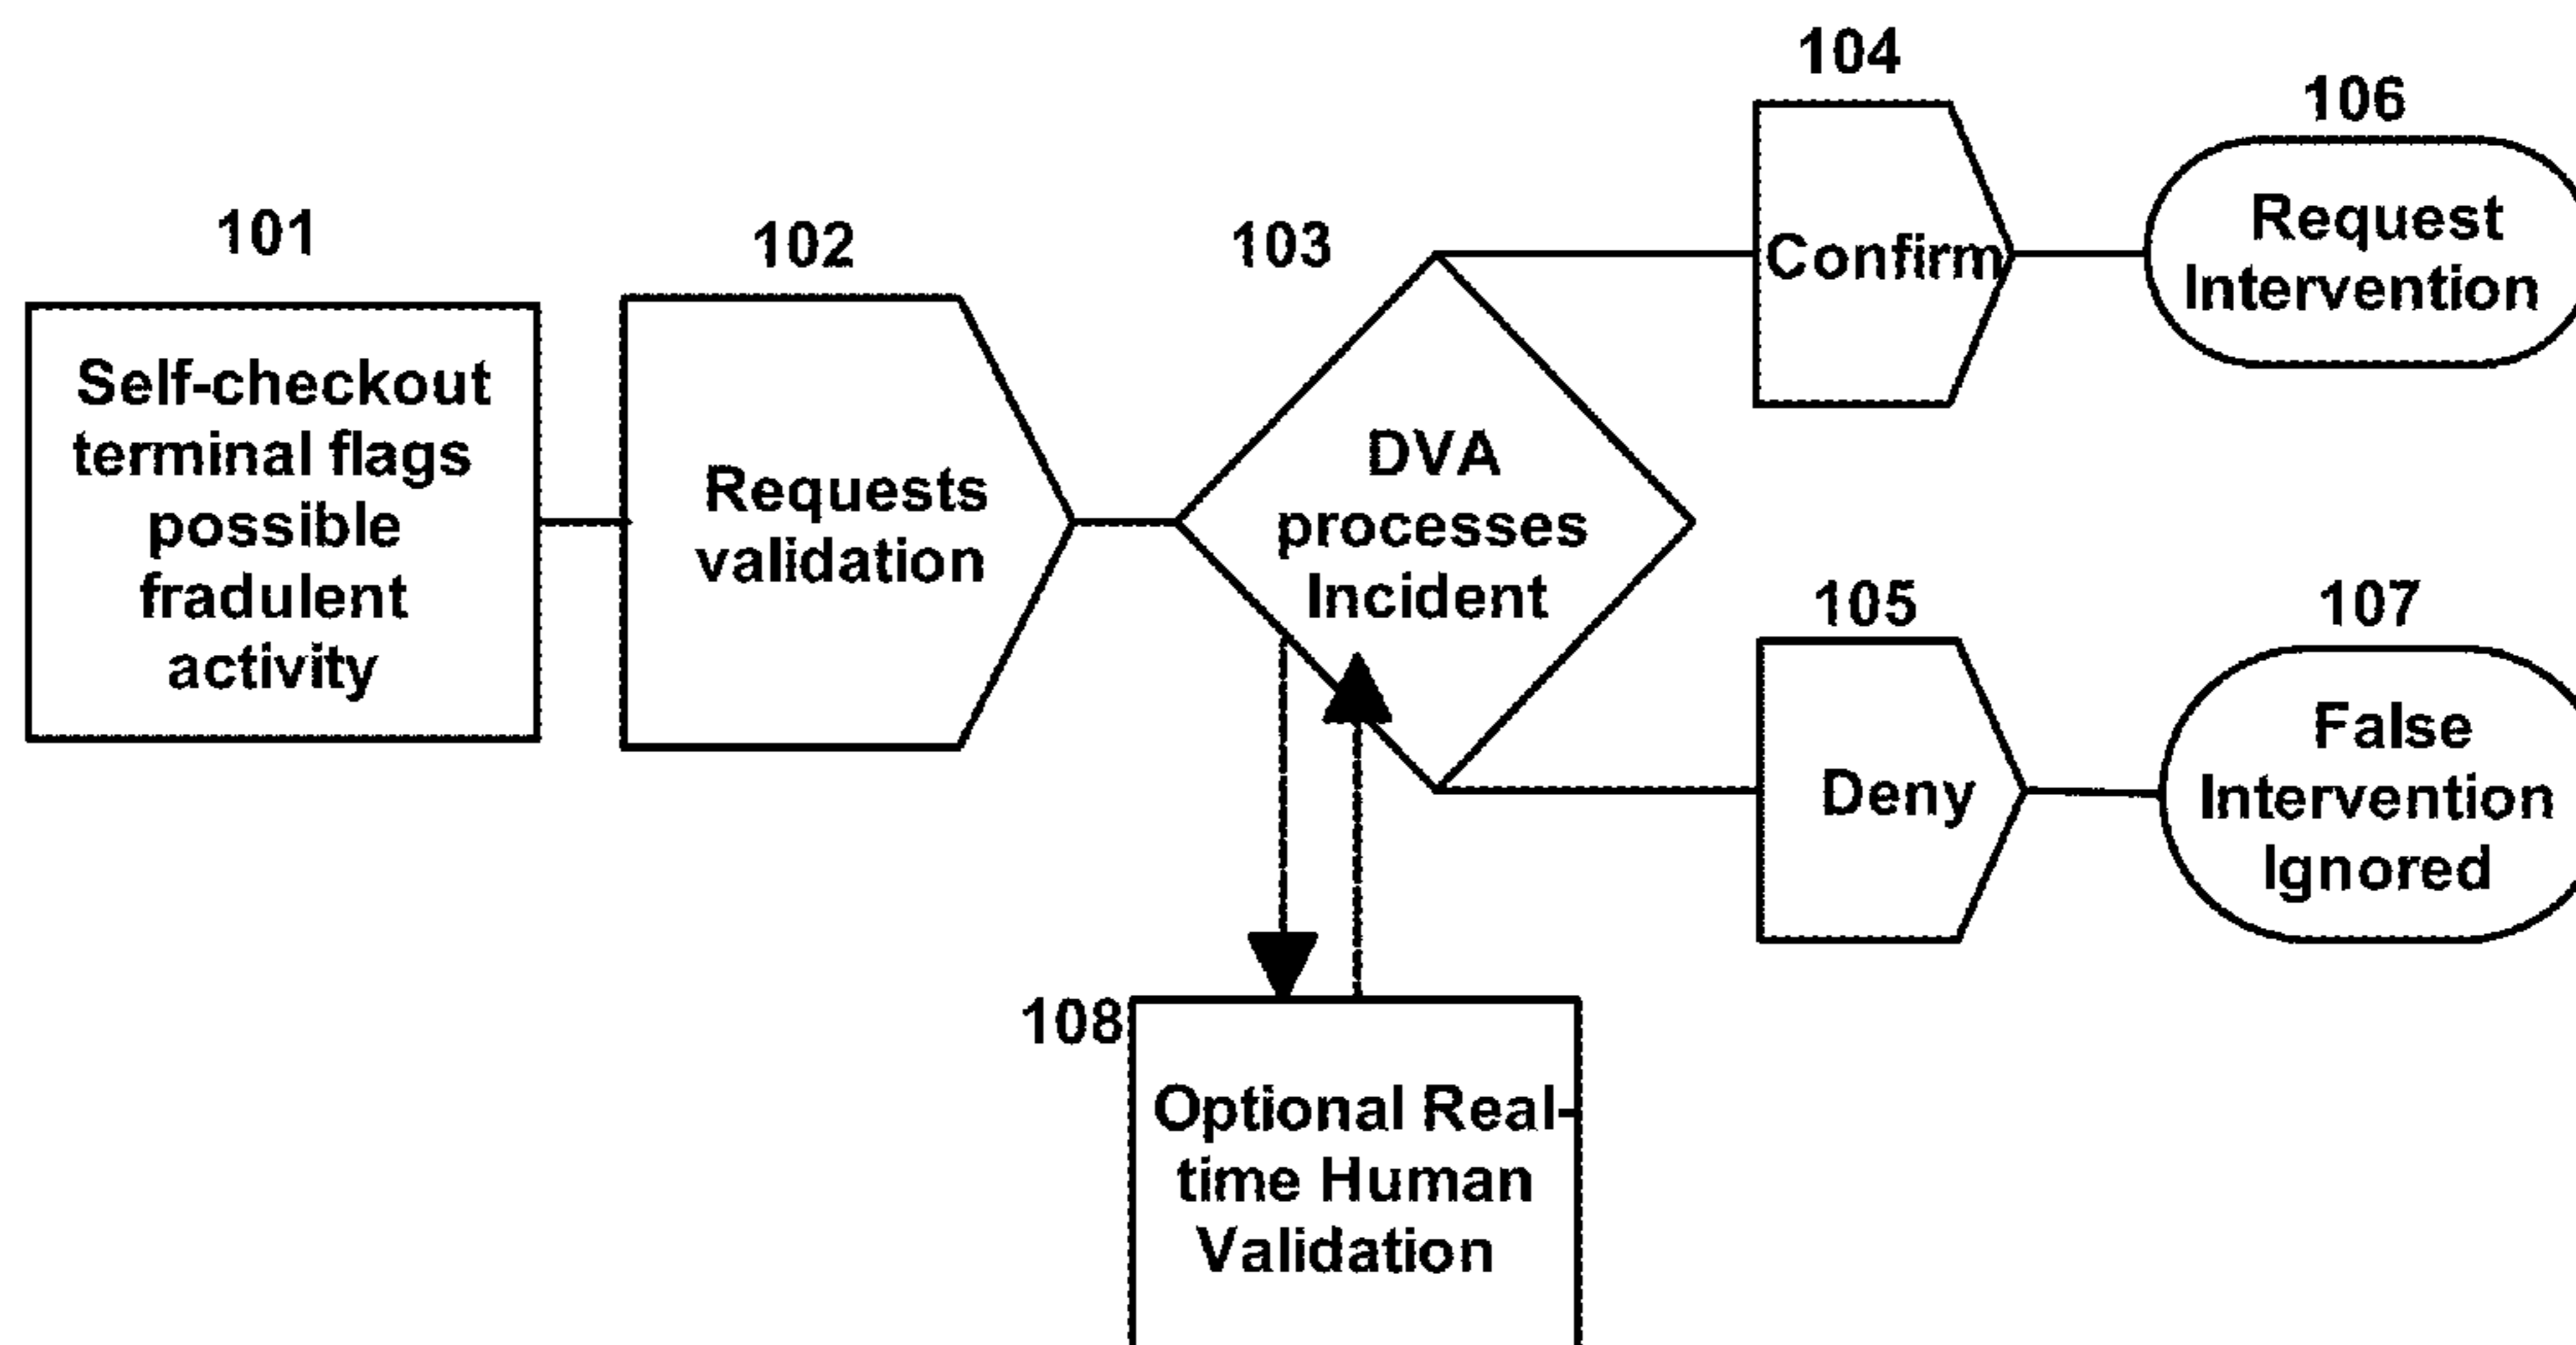 101
Self-checkout
terminal flags
possible
fradulent
activity
102
Requests
validation
103
DVA
processes
Incident
104
Confirm
106
Request
Intervention
105
Deny
107
False
Intervention
Ignored
108
Optional Real-
time Human
Validation